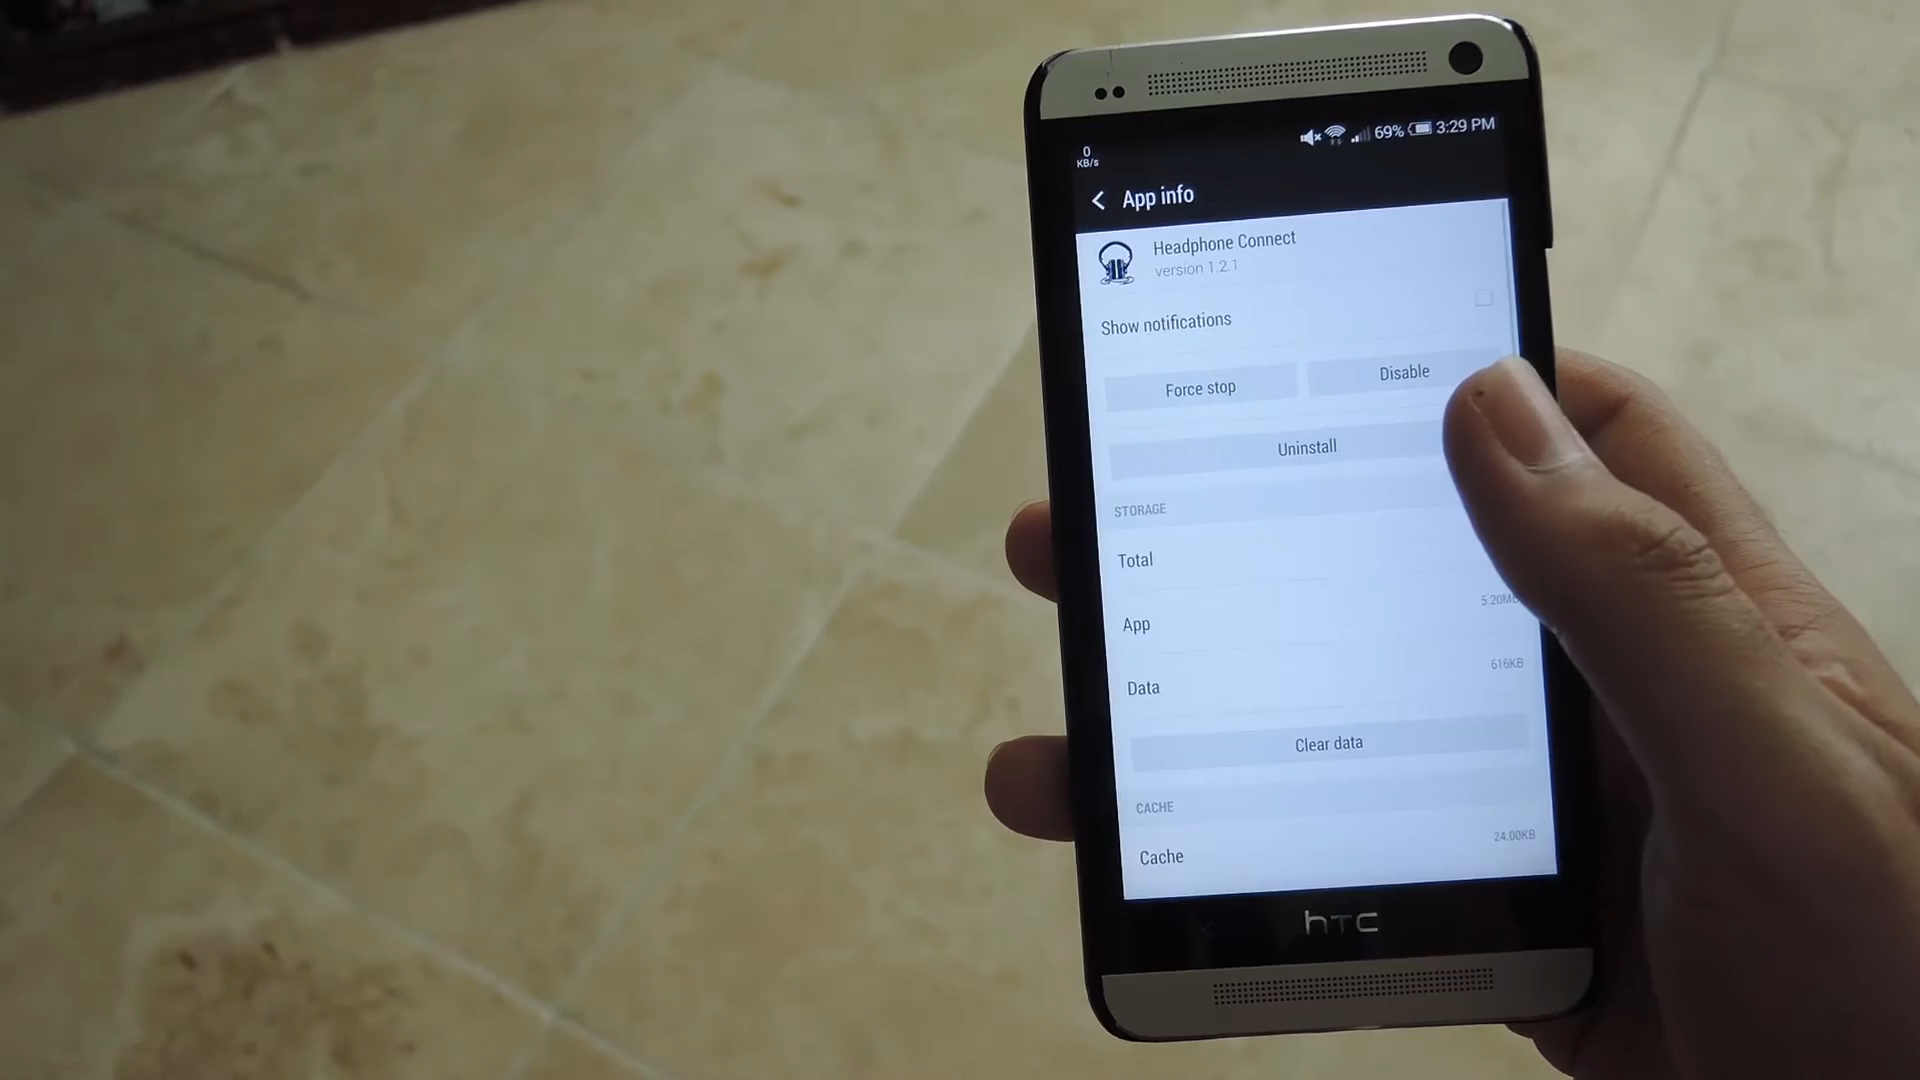 0
KB/s
69% 3:29 PM
App info
Headphone Connect
version 1.2.1
Show notifications
Force stop
Disable
Uninstall
STORAGE
Total
5.20MB
App
616KB
Data
Clear data
CACHE
24.00KB
Cache
hTC